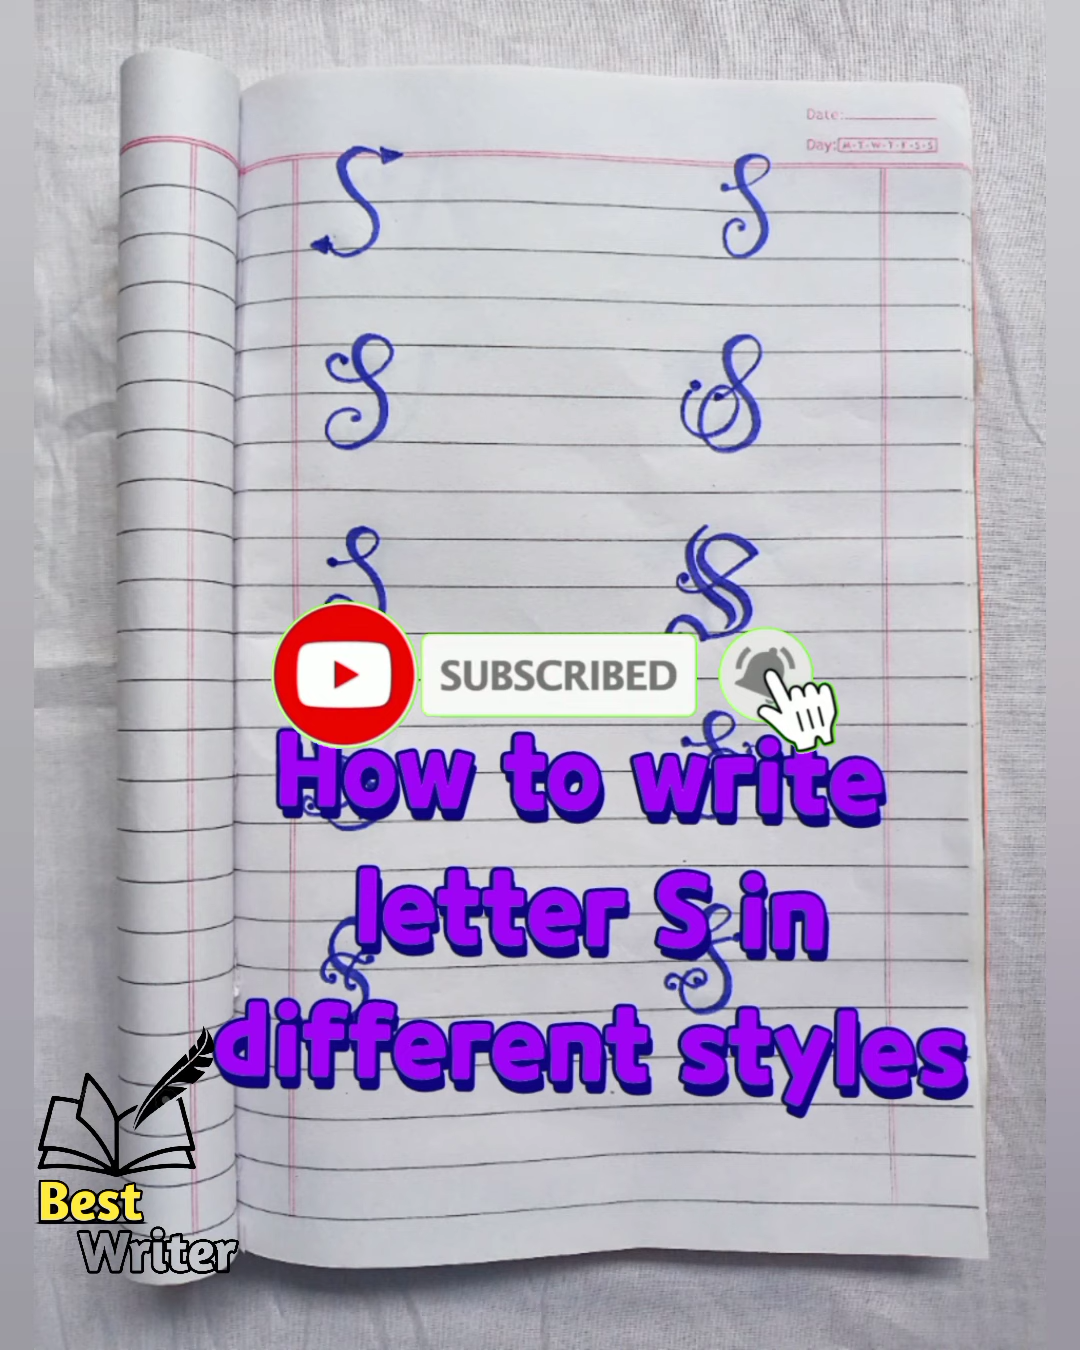 Date:
Day: M-T-W-T-F-S-S
S S
S S
S S
SUBSCRIBED
S S
How to write
letter S in
S S
different styles
Best
Writer